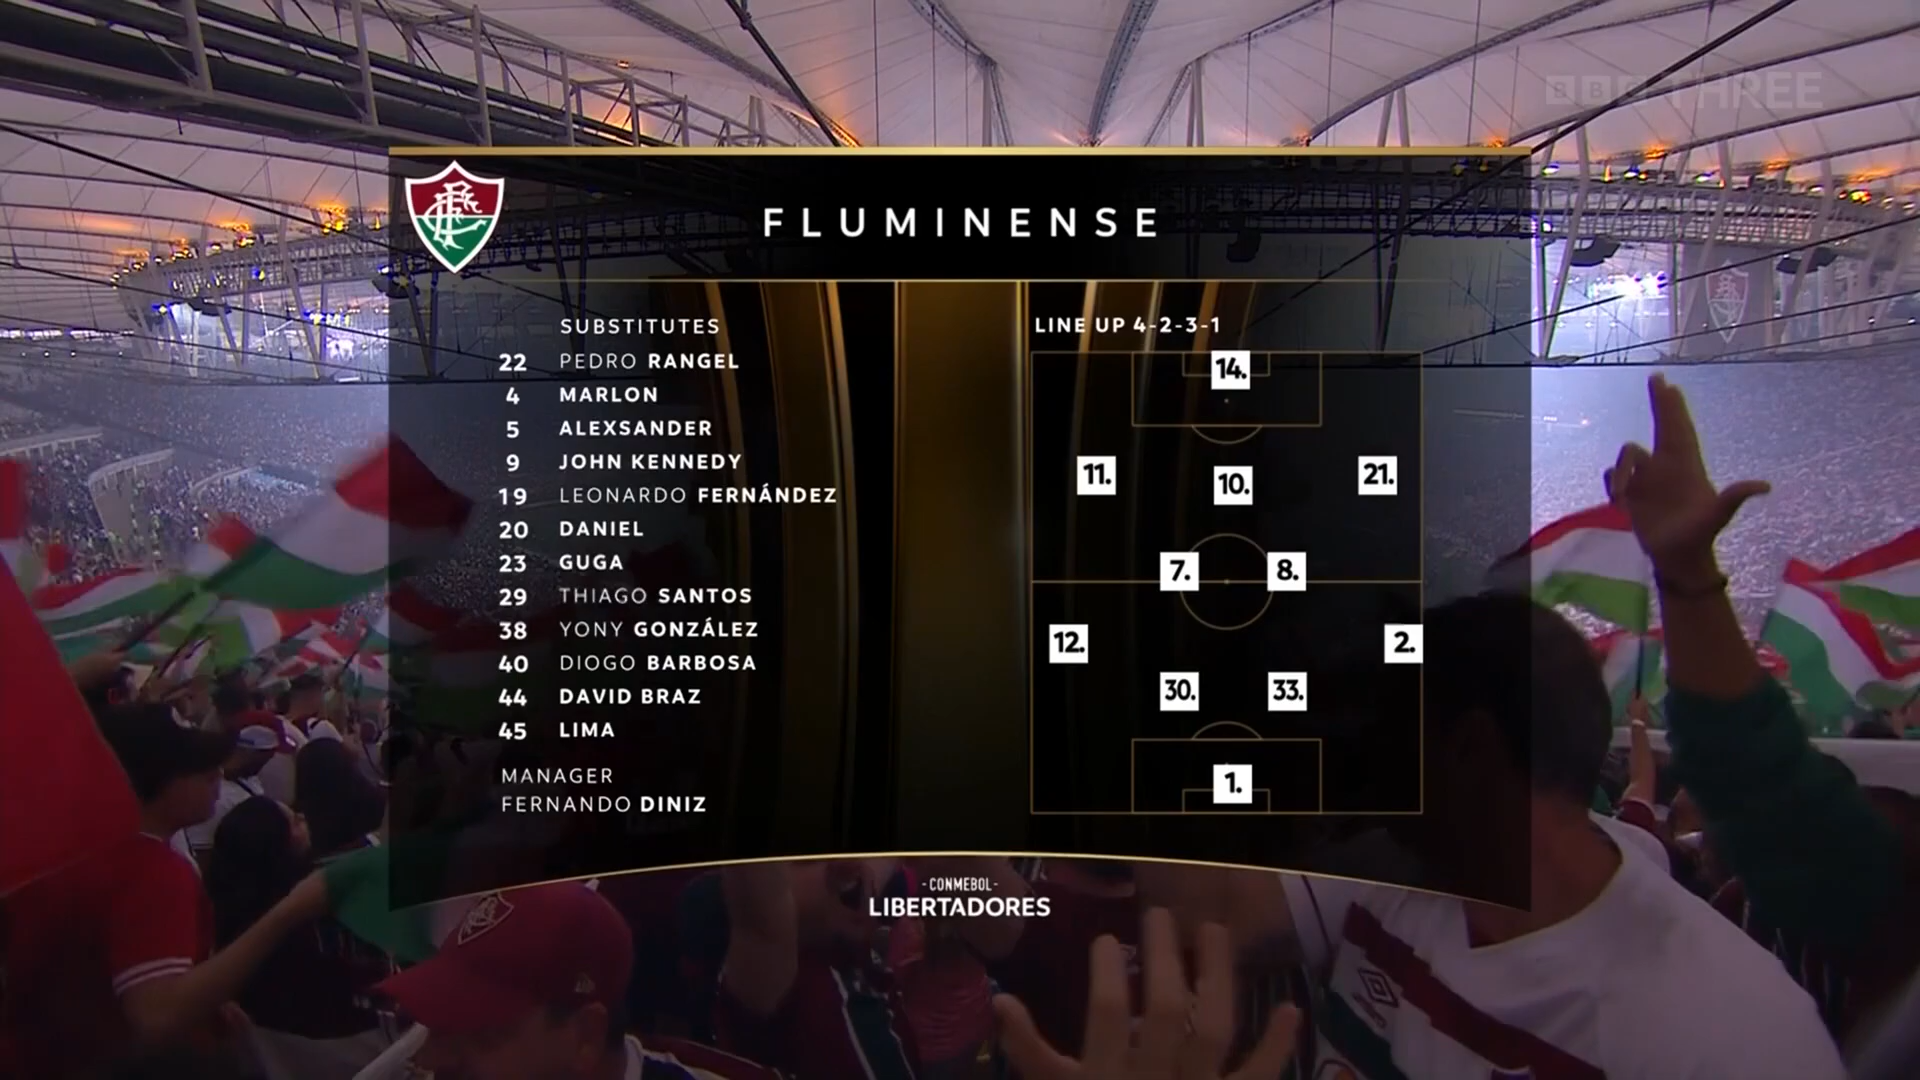 BBC THREE
FLUMINENSE
SUBSTITUTES
22 PEDRO RANGEL
4 MARLON
5 ALEXSANDER
9 JOHN KENNEDY
19 LEONARDO FERNÁNDEZ
20 DANIEL
23 GUGA
29 THIAGO SANTOS
38 YONY GONZÁLEZ
40 DIOGO BARBOSA
44 DAVID BRAZ
45 LIMA
MANAGER
FERNANDO DINIZ
LINE UP 4-2-3-1
14.
11. 10. 21.
7. 8.
12. 2.
30. 33.
1.
-CONMEBOL-
LIBERTADORES